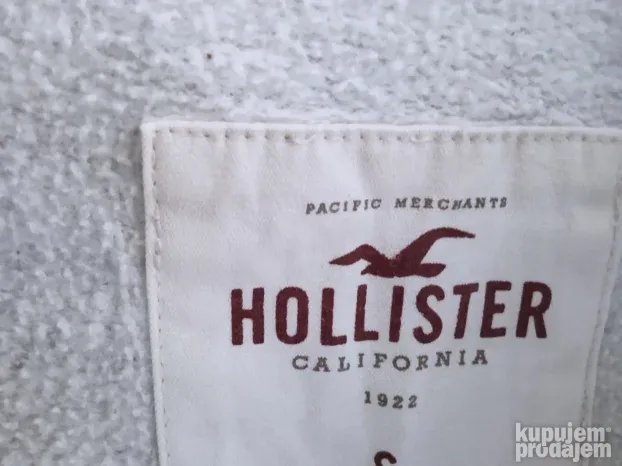 PACIFIC MERCHANTS
HOLLISTER
CALIFORNIA
1922
S
kupujem
prodajem